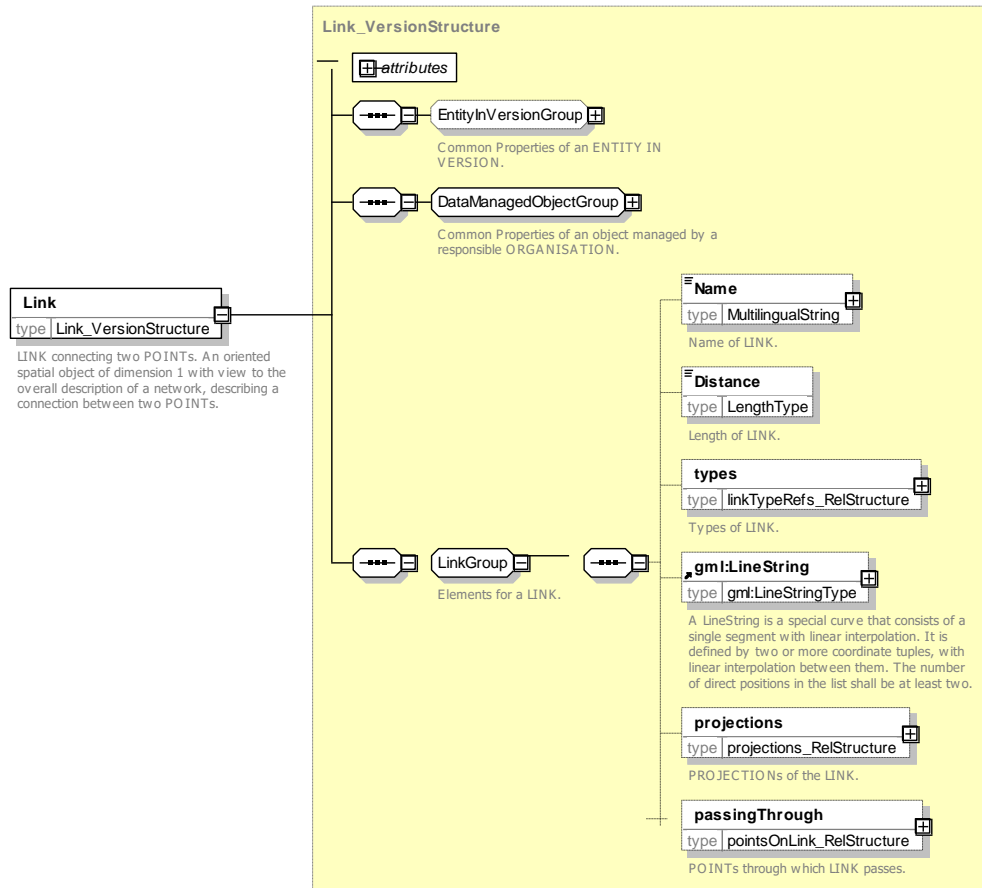 Link_VersionStructure
attributes
EntityInVersionGroup
Common Properties of an ENTITY IN
VERSION.
DataManagedObjectGroup
Common Properties of an object managed by a
responsible ORGANISATION.
Link
type Link_VersionStructure
LINK connecting two POINTs. An oriented
spatial object of dimension 1 with view to the
overall description of a network, describing a
connection between two POINTs.
Name
type MultilingualString
Name of LINK.
Distance
type LengthType
Length of LINK.
types
type linkTypeRefs_RelStructure
Types of LINK.
LinkGroup
Elements for a LINK.
gml:LineString
type gml:LineStringType
A LineString is a special curve that consists of a
single segment with linear interpolation. It is
defined by two or more coordinate tuples, with
linear interpolation between them. The number
of direct positions in the list shall be at least two.
projections
type projections_RelStructure
PROJECTIONs of the LINK.
passingThrough
type pointsOnLink_RelStructure
POINTs through which LINK passes.